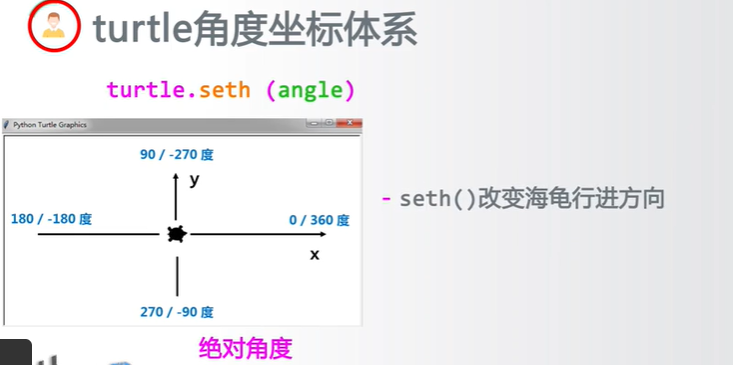 turtle角度坐标体系
turtle.seth (angle)
Python Turtle Graphics
90 / -270 度
y
180 / -180 度
0 / 360 度
x
270 / -90 度
- seth()改变海龟行进方向
绝对角度